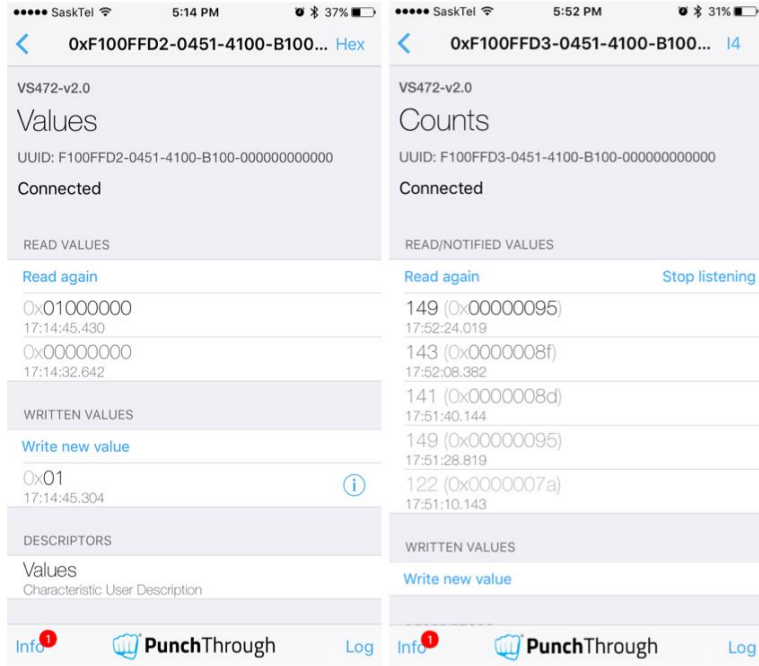 SaskTel 5:14 PM 37%
0xF100FFD2-0451-4100-B100... Hex
VS472-v2.0
Values
UUID: F100FFD2-0451-4100-B100-000000000000
Connected
READ VALUES
Read again
0x01000000
17:14:45.430
0x00000000
17:14:32.642
WRITTEN VALUES
Write new value
0x01
17:14:45.304
DESCRIPTORS
Values
Characteristic User Description
Info 1 PunchThrough Log
SaskTel 5:52 PM 31%
0xF100FFD3-0451-4100-B100... I4
VS472-v2.0
Counts
UUID: F100FFD3-0451-4100-B100-000000000000
Connected
READ/NOTIFIED VALUES
Read again Stop listening
149 (0x00000095)
17:52:24.019
143 (0x0000008f)
17:52:08.382
141 (0x0000008d)
17:51:40.144
149 (0x00000095)
17:51:28.819
122 (0x0000007a)
17:51:10.143
WRITTEN VALUES
Write new value
Info 1 PunchThrough Log